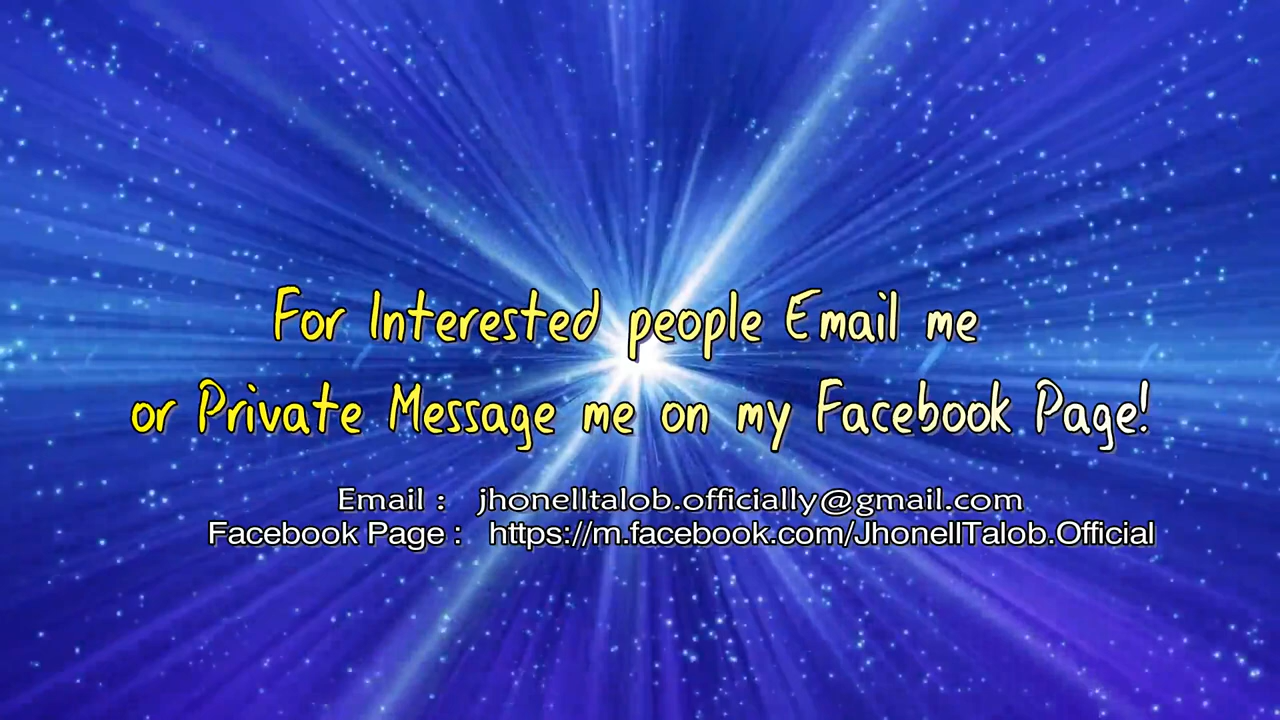 For Interested people Email me
or Private Message me on my Facebook Page!
Email : jhonelltalob.officially@gmail.com
Facebook Page : https://m.facebook.com/JhonellTalob.Official